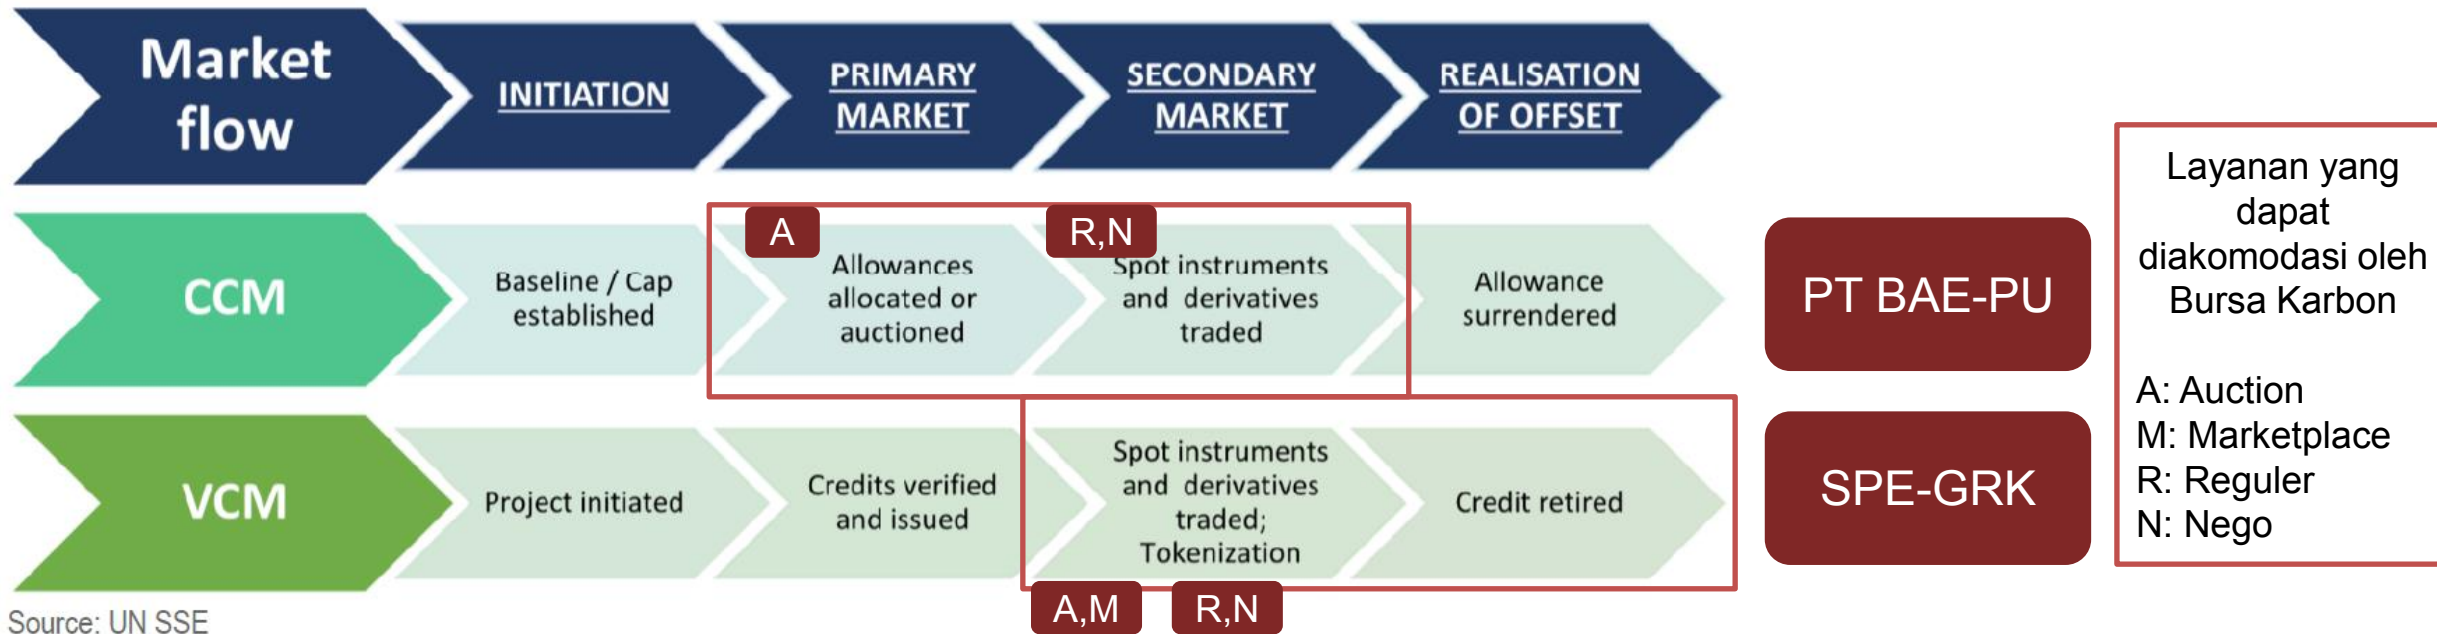 Market
flow
INITIATION
PRIMARY
MARKET
SECONDARY
MARKET
REALISATION
OF OFFSET
CCM
Baseline / Cap
established
A
Allowances
allocated or
auctioned
R,N
Spot instruments
and derivatives
traded
Allowance
surrendered
PT BAE-PU
VCM
Project initiated
Credits verified
and issued
Spot instruments
and derivatives
traded;
Tokenization
A,M
R,N
Credit retired
SPE-GRK
Layanan yang
dapat
diakomodasi oleh
Bursa Karbon
A: Auction
M: Marketplace
R: Reguler
N: Nego
Source: UN SSE